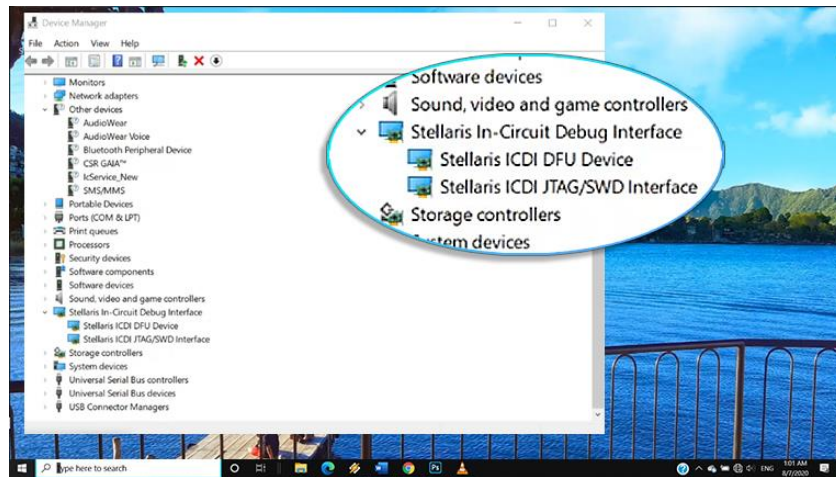 Device Manager
File Action View Help
Monitors
Network adapters
Other devices
AudioWear
AudioWear Voice
Bluetooth Peripheral Device
CSR GAIA™
IcService_New
SMS/MMS
Portable Devices
Ports (COM & LPT)
Print queues
Processors
Security devices
Software components
Software devices
Sound, video and game controllers
Stellaris In-Circuit Debug Interface
Stellaris ICDI DFU Device
Stellaris ICDI JTAG/SWD Interface
Storage controllers
System devices
Universal Serial Bus controllers
Universal Serial Bus devices
USB Connector Managers
Software devices
Sound, video and game controllers
Stellaris In-Circuit Debug Interface
Stellaris ICDI DFU Device
Stellaris ICDI JTAG/SWD Interface
Storage controllers
System devices
Type here to search
Ps
ENG
1:01 AM
8/7/2020